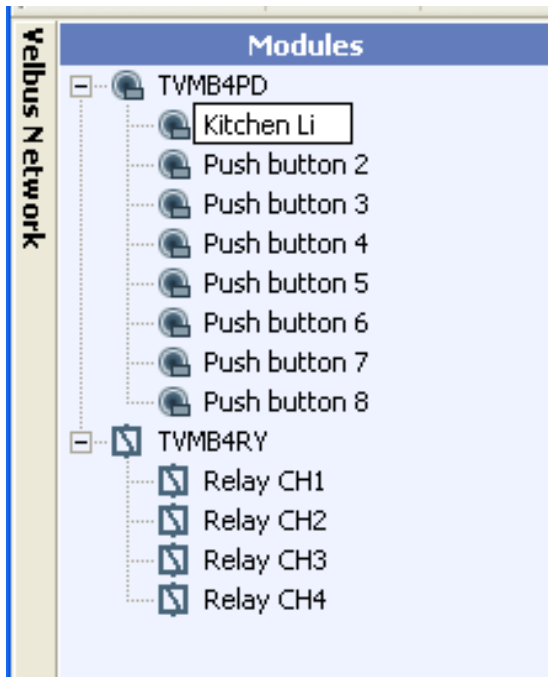 Velbus Network
Modules
TVMB4PD
Kitchen Li
Push button 2
Push button 3
Push button 4
Push button 5
Push button 6
Push button 7
Push button 8
TVMB4RY
Relay CH1
Relay CH2
Relay CH3
Relay CH4